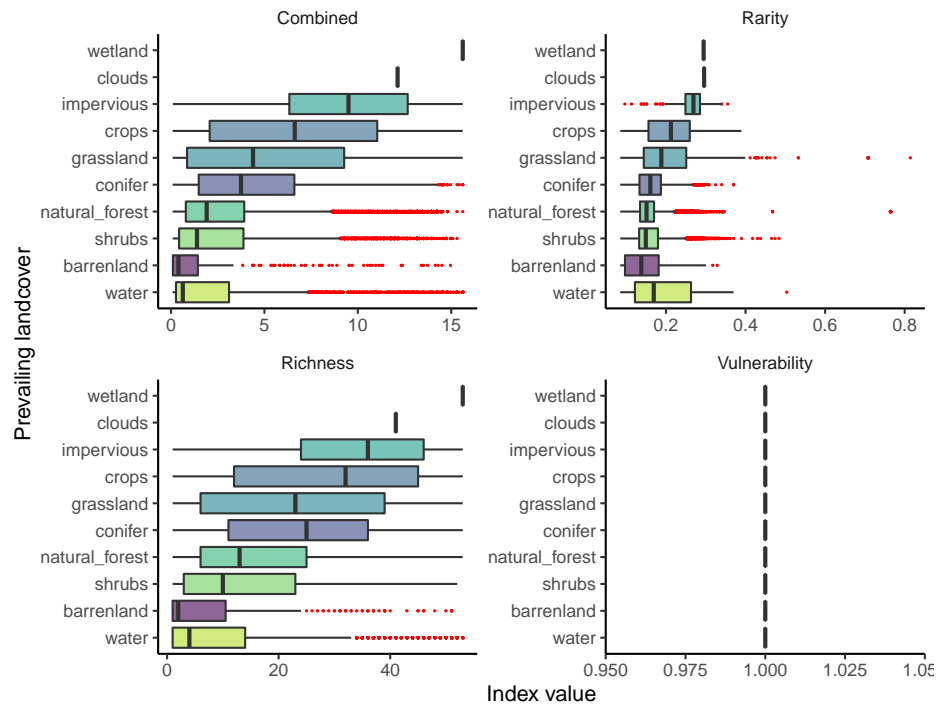 Combined
wetland
clouds
impervious
crops
grassland
conifer
natural_forest
shrubs
barrenland
water
0 5 10 15
Rarity
wetland
clouds
impervious
crops
grassland
conifer
natural_forest
shrubs
barrenland
water
0.2 0.4 0.6 0.8
Prevailing landcover
Richness
wetland
clouds
impervious
crops
grassland
conifer
natural_forest
shrubs
barrenland
water
0 20 40
Vulnerability
wetland
clouds
impervious
crops
grassland
conifer
natural_forest
shrubs
barrenland
water
0.950 0.975 1.000 1.025 1.05
Index value